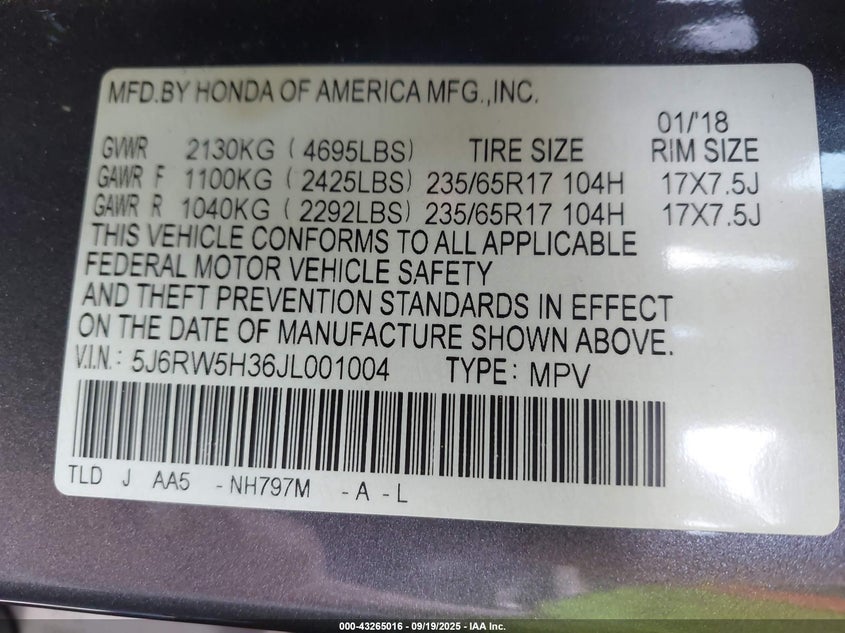 MFD.BY HONDA OF AMERICA MFG.,INC.
01/'18
GVWR 2130KG ( 4695LBS) TIRE SIZE RIM SIZE
GAWR F 1100KG ( 2425LBS) 235/65R17 104H 17X7.5J
GAWR R 1040KG ( 2292LBS) 235/65R17 104H 17X7.5J
THIS VEHICLE CONFORMS TO ALL APPLICABLE
FEDERAL MOTOR VEHICLE SAFETY
AND THEFT PREVENTION STANDARDS IN EFFECT
ON THE DATE OF MANUFACTURE SHOWN ABOVE.
V.I.N.: 5J6RW5H36JL001004 TYPE: MPV
TLD J AA5 -NH797M -A -L
000-43265016 - 09/19/2025 - IAA Inc.